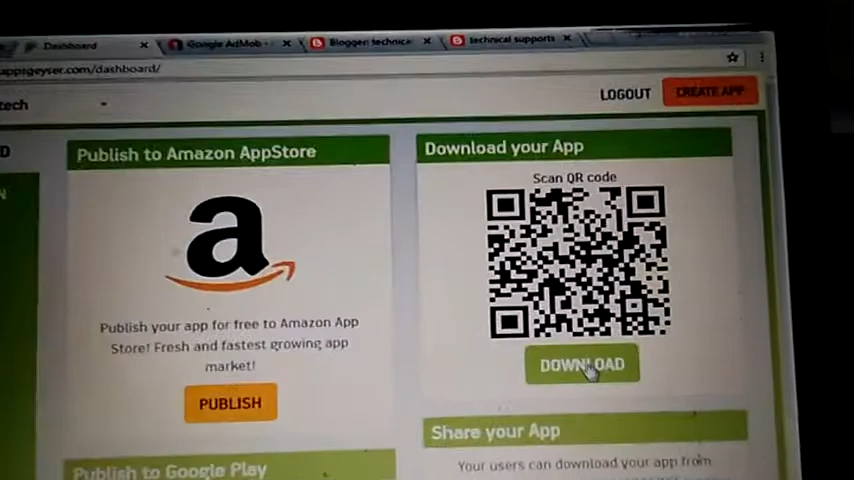 Dashboard
Google AdMob -
Blogger: technica
technical supports
appsgeyser.com/dashboard/
tech
LOGOUT
CREATE APP
Publish to Amazon AppStore
Download your App
Scan QR code
a
Publish your app for free to Amazon App
Store! Fresh and fastest growing app
market!
PUBLISH
DOWNLOAD
Share your App
Your users can download your app from
Publish to Google Play